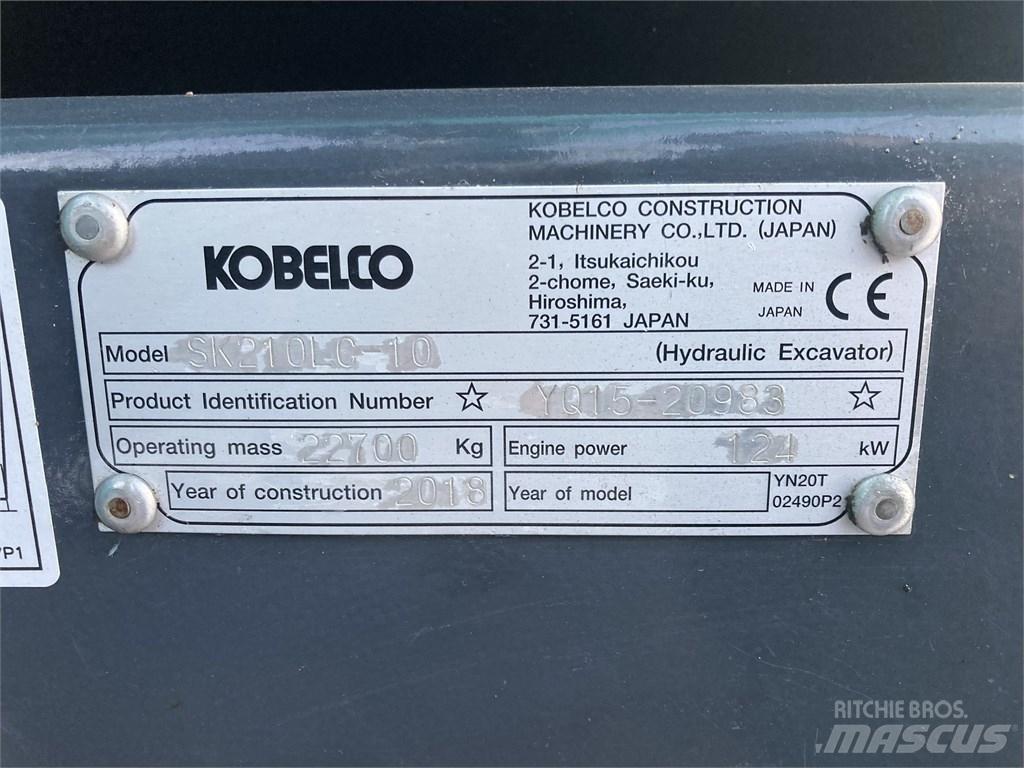 KOBELCO
KOBELCO CONSTRUCTION
MACHINERY CO.,LTD. (JAPAN)
2-1, Itsukaichikou
2-chome, Saeki-ku,
Hiroshima,
731-5161 JAPAN
MADE IN
JAPAN
CE
Model SK210LC-10 (Hydraulic Excavator)
Product Identification Number ☆ YQ15-20983 ☆
Operating mass 22700 Kg
Engine power 124 kW
Year of construction 2018
Year of model
YN20T
02490P2
P1
RITCHIE BROS.
MASCUS